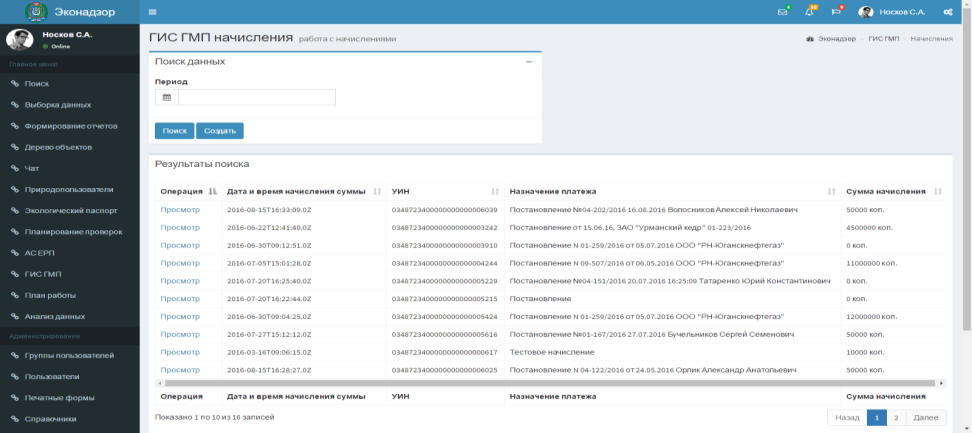 Эконадзор
4
10
9
Носков С.А.
Носков С.А.
Online
Главное меню
Поиск
Выборка данных
Формирование отчетов
Дерево объектов
Чат
Природопользователи
Экологический паспорт
Планирование проверок
АС ЕРП
ГИС ГМП
План работы
Анализ данных
Администрирование
Группы пользователей
Пользователи
Печатные формы
Справочники
ГИС ГМП начисления работа с начислениями
Эконадзор - ГИС ГМП - Начисления
Поиск данных
Период
Поиск Создать
Результаты поиска
Операция Дата и время начисления суммы УИН Назначение платежа Сумма начисления
Просмотр 2016-08-15T16:33:09.0Z 0348723400000000000006039 Постановление №04-202/2016 16.08.2016 Волосников Алексей Николаевич 50000 коп.
Просмотр 2016-06-22T12:41:40.0Z 0348723400000000000003242 Постановление от 15.06.16, ЗАО "Урманский кедр" 01-223/2016 4500000 коп.
Просмотр 2016-06-30T09:12:51.0Z 0348723400000000000003910 Постановление N 01-259/2016 от 05.07.2016 ООО "РН-Юганскнефтегаз" 0 коп.
Просмотр 2016-07-05T15:01:28.0Z 0348723400000000000004244 Постановление N 09-507/2016 от 06.05.2016 ООО "РН-Юганскнефтегаз" 11000000 коп.
Просмотр 2016-07-20T16:25:40.0Z 0348723400000000000005229 Постановление №04-151/2016 20.07.2016 16:25:09 Татаренко Юрий Константинович 0 коп.
Просмотр 2016-07-20T16:22:44.0Z 0348723400000000000005215 Постановление 0 коп.
Просмотр 2016-06-30T09:04:25.0Z 0348723400000000000005424 Постановление N 01-259/2016 от 05.07.2016 ООО "РН-Юганскнефтегаз" 12000000 коп.
Просмотр 2016-07-27T15:12:12.0Z 0348723400000000000005616 Постановление №01-167/2016 27.07.2016 Бучельников Сергей Семенович 50000 коп.
Просмотр 2016-03-16T09:06:15.0Z 0348723400000000000000617 Тестовое начисление 10000 коп.
Просмотр 2016-08-15T16:28:27.0Z 0348723400000000000006025 Постановление N 04-122/2016 от 24.05.2016 Орлик Александр Анатольевич 50000 коп.
Операция Дата и время начисления суммы УИН Назначение платежа Сумма начисления
Показано 1 по 10 из 16 записей
Назад 1 2 Далее